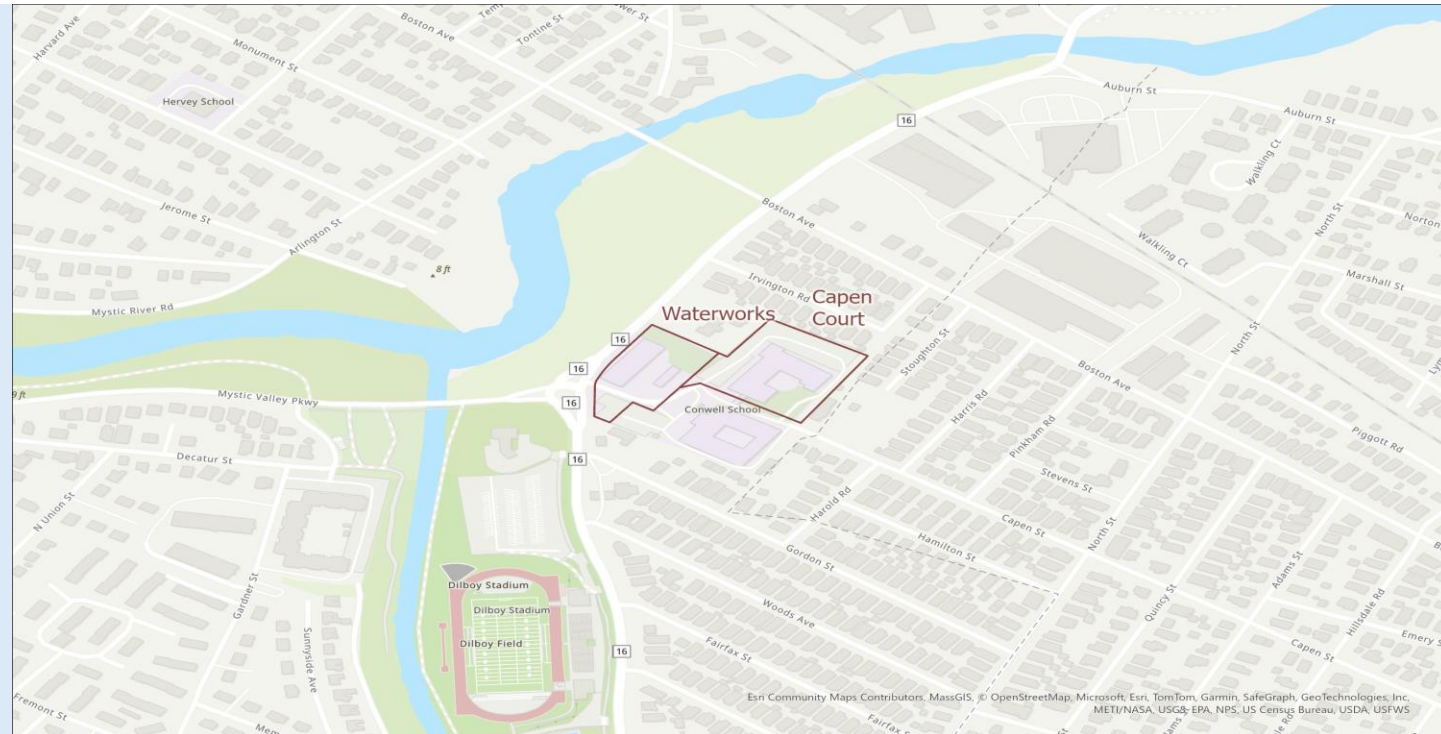 Harvard Ave
Boston Ave
Tontine St
Monument St
Hervey School
16
Auburn St
Auburn St
Walkling Ct
North St
Norton
Jerome St
Arlington St
Boston Ave
Walkling Ct
Marshall St
8 ft
Irvington Rd
Mystic River Rd
Waterworks
Capen
Court
16
Stoughton St
North St
16
Boston Ave
9 ft
Mystic Valley Pkwy
16
Conwell School
Harris Rd
Pinkham Rd
Piggott Rd
Decatur St
16
Stevens St
N Union St
Harold Rd
Capen St
Hamilton St
North St
Gordon St
Adams St
Dilboy Stadium
Gardner St
Woods Ave
Quincy St
Hillsdale Rd
Dilboy Stadium
Sunnyside Ave
Dilboy Field
Fairfax St
16
Capen St
Emery S
Fremont St
Esri Community Maps Contributors, MassGIS, © OpenStreetMap, Microsoft, Esri, TomTom, Garmin, SafeGraph, GeoTechnologies, Inc,
METI/NASA, USGS, EPA, NPS, US Census Bureau, USDA, USFWS
Fairfax St